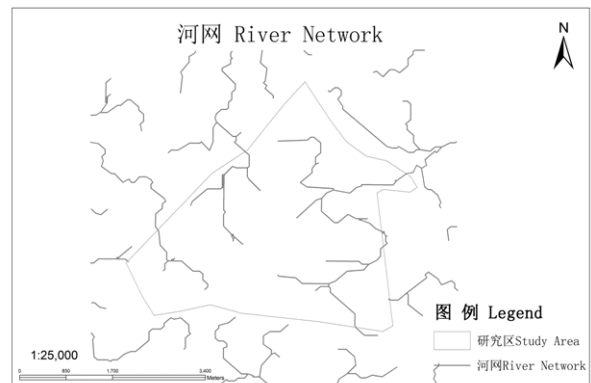 河网 River Network
N
图 例 Legend
研究区Study Area
河网River Network
1:25,000
0 850 1,700 3,400
Meters